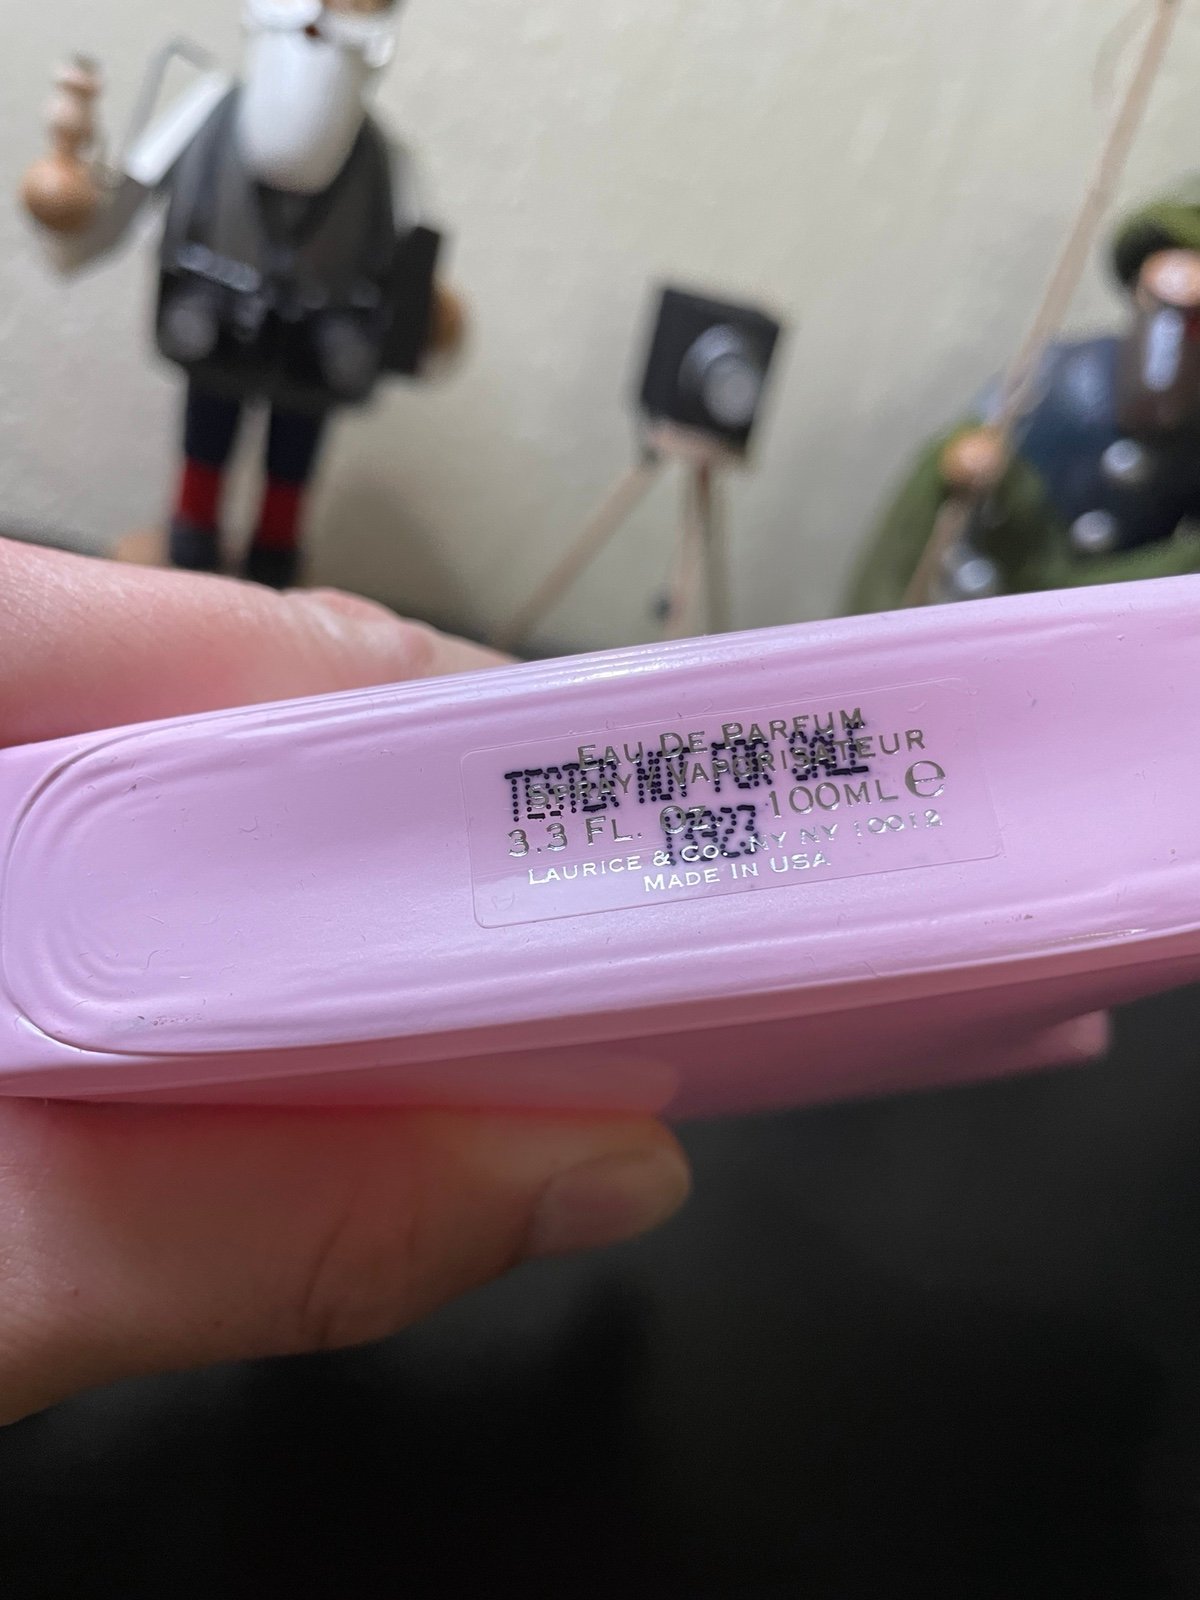 EAU DE PARFUM
TESTER NOT FOR SALE
SPRAY / VAPORISATEUR
3.3 FL. OZ. 100ML ℮
LAURICE & CO. NY NY 10012
MADE IN USA